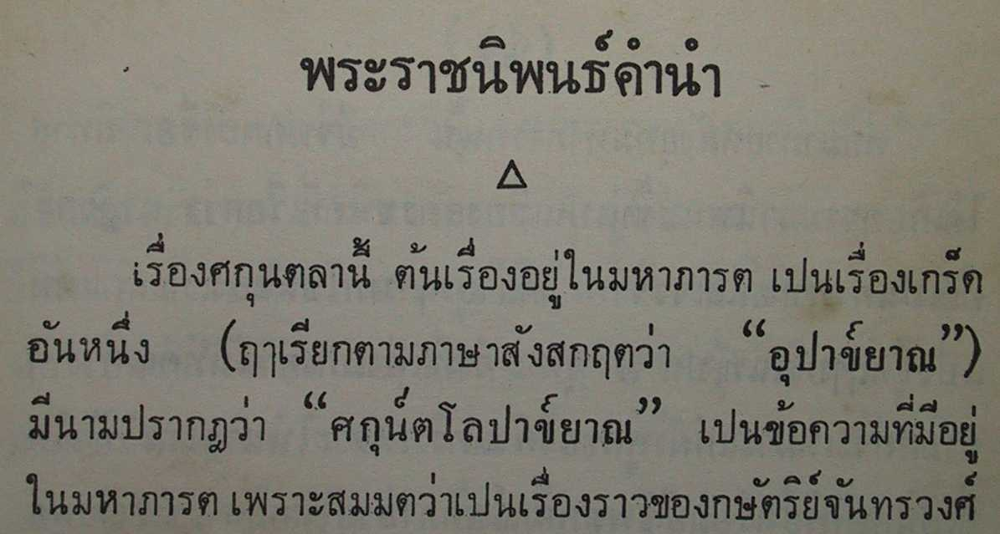 พระราชนิพนธ์คำนำ
△
เรื่องศกุนตลานี้ ต้นเรื่องอยู่ในมหาภารต เปนเรื่องเกร็ด
อันหนึ่ง (ฤๅเรียกตามภาษาสังสกฤตว่า “อุปาข์ยาณ”)
มีนามปรากฎว่า “ศกุน์ตโลปาข์ยาณ” เปนข้อความที่มีอยู่
ในมหาภารต เพราะสมมตว่าเปนเรื่องราวของกษัตริย์จันทรวงศ์